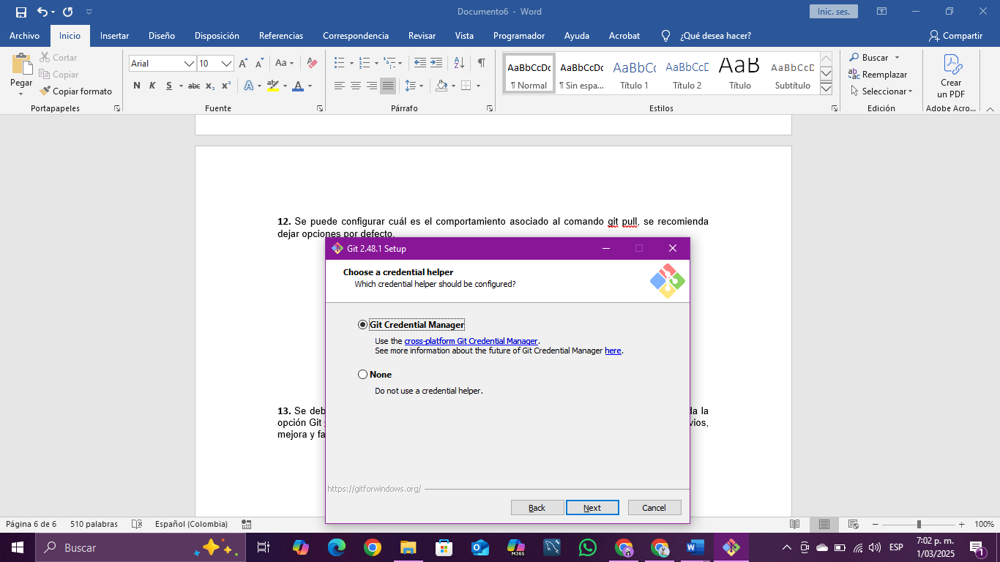 Documento6 - Word
Inic. ses.
Archivo Inicio Insertar Diseño Disposición Referencias Correspondencia Revisar Vista Programador Ayuda Acrobat ¿Qué desea hacer? Compartir
Pegar
Cortar
Copiar
Copiar formato
Portapapeles
Arial 10
Aa
N K S abc x₂ x² A aby A
Fuente
Párrafo
AaBbCcDc AaBbCcDc AaBbCc AaBbCcC AaB AaBbCcD
¶ Normal ¶ Sin espa... Título 1 Título 2 Título Subtítulo
Estilos
Buscar
Reemplazar
Seleccionar
Edición
Crear
un PDF
Adobe Acro...
12. Se puede configurar cuál es el comportamiento asociado al comando git pull, se recomienda
dejar opciones por defecto.
Git 2.48.1 Setup
Choose a credential helper
Which credential helper should be configured?
Git Credential Manager
Use the cross-platform Git Credential Manager.
See more information about the future of Git Credential Manager here.
None
Do not use a credential helper.
https://gitforwindows.org/
Back Next Cancel
13. Se deb da la
opción Git vios,
mejora y fa
Página 6 de 6 510 palabras Español (Colombia) 100%
Buscar
M365
ESP
7:02 p. m.
1/03/2025
1